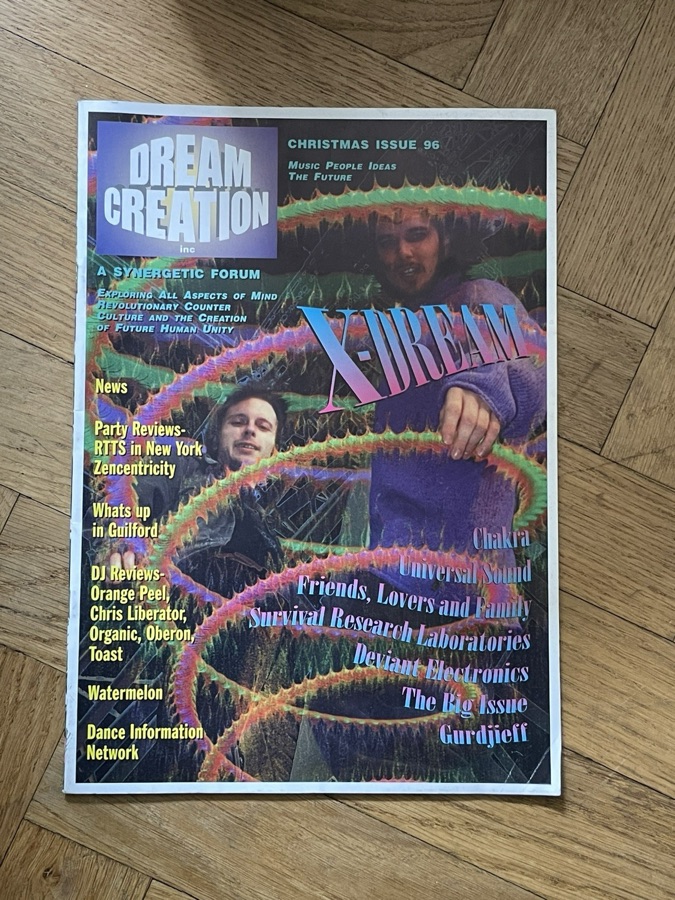 DREAM
CREATION
inc
CHRISTMAS ISSUE 96
MUSIC PEOPLE IDEAS
THE FUTURE
A SYNERGETIC FORUM
EXPLORING ALL ASPECTS OF MIND
REVOLUTIONARY COUNTER
CULTURE AND THE CREATION
OF FUTURE HUMAN UNITY
X-DREAM
News
Party Reviews-
RTTS in New York
Zencentricity
Whats up
in Guilford
DJ Reviews-
Orange Peel,
Chris Liberator,
Organic, Oberon,
Toast
Watermelon
Dance Information
Network
Chakra
Universal Sound
Friends, Lovers and Family
Survival Research Laboratories
Deviant Electronics
The Big Issue
Gurdjieff